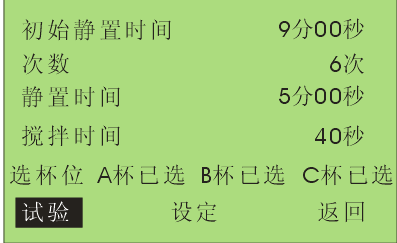 初始静置时间 9分00秒
次数 6次
静置时间 5分00秒
搅拌时间 40秒
选杯位 A杯已选 B杯已选 C杯已选
试验 设定 返回